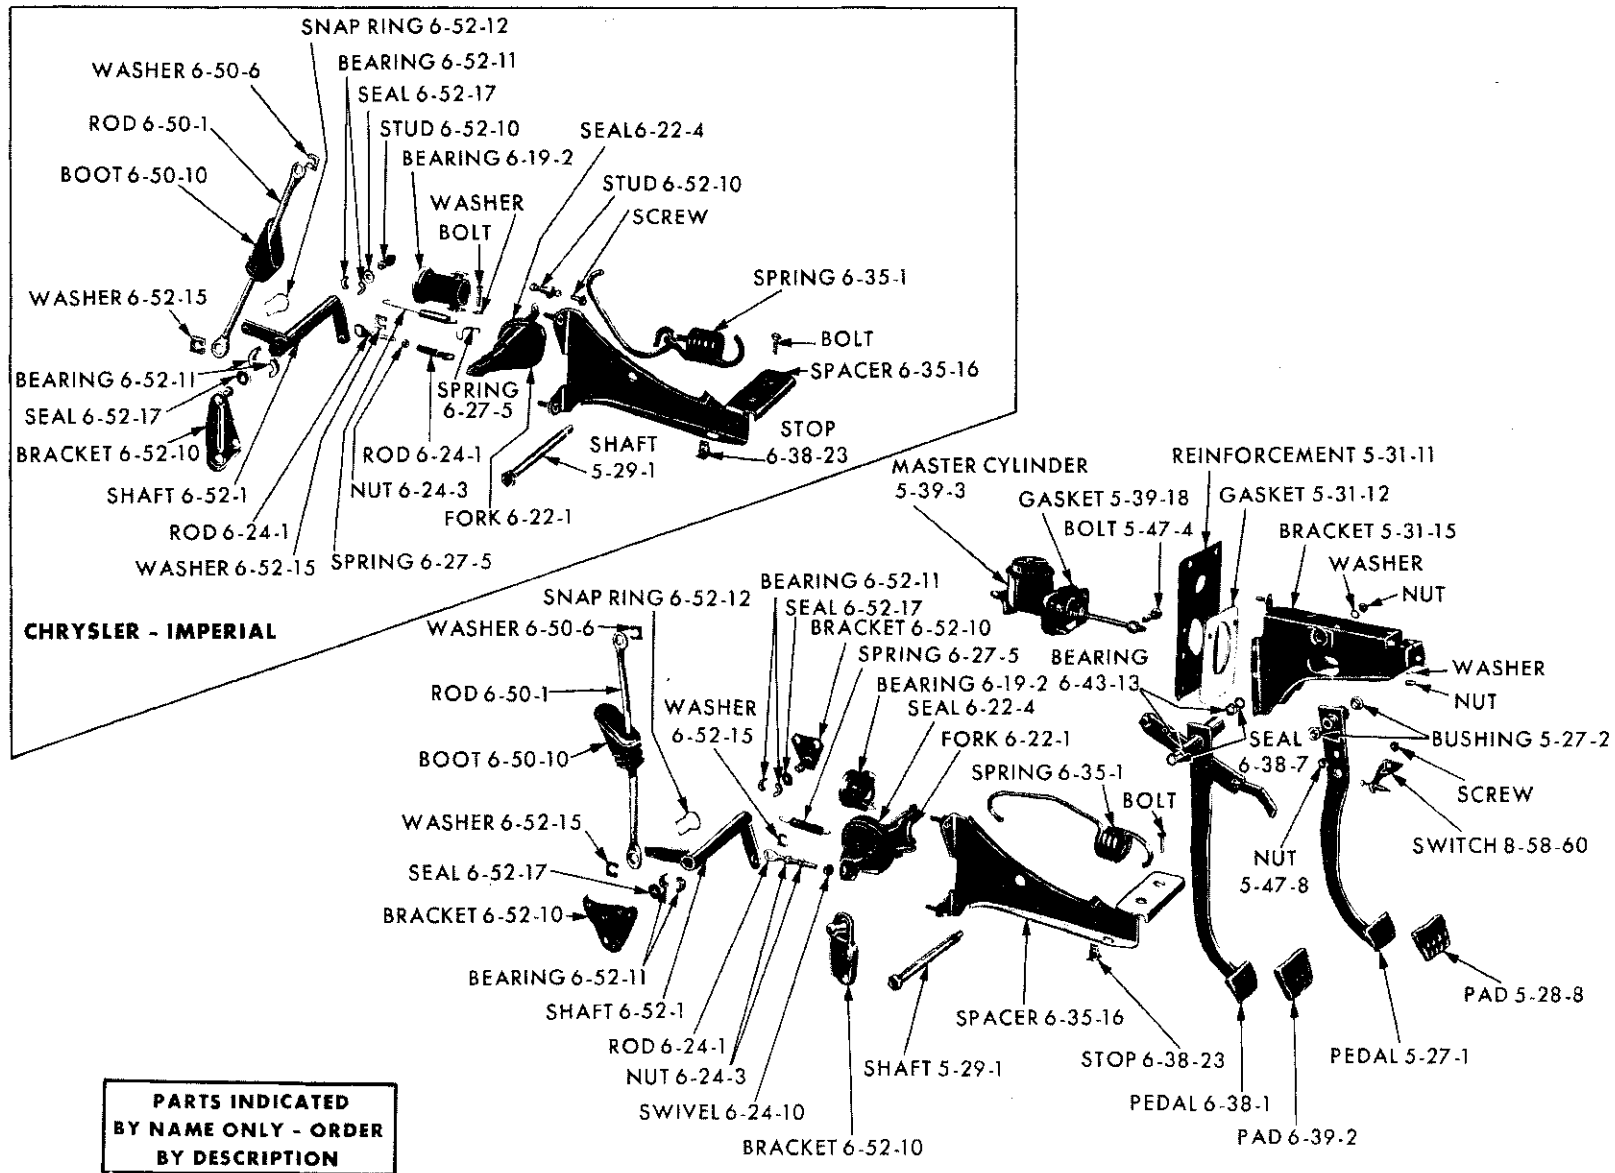 SNAP RING 6-52-12
WASHER 6-50-6
BEARING 6-52-11
SEAL 6-52-17
ROD 6-50-1
STUD 6-52-10
SEAL 6-22-4
BOOT 6-50-10
BEARING 6-19-2
STUD 6-52-10
WASHER
BOLT
SCREW
SPRING 6-35-1
WASHER 6-52-15
BOLT
BEARING 6-52-11
SPACER 6-35-16
SEAL 6-52-17
SPRING
6-27-5
BRACKET 6-52-10
SHAFT
5-29-1
STOP
6-38-23
ROD 6-24-1
SHAFT 6-52-1
NUT 6-24-3
FORK 6-22-1
ROD 6-24-1
WASHER 6-52-15
SPRING 6-27-5
CHRYSLER - IMPERIAL
MASTER CYLINDER
5-39-3
REINFORCEMENT 5-31-11
GASKET 5-39-18
GASKET 5-31-12
BOLT 5-47-4
BRACKET 5-31-15
WASHER
NUT
BEARING 6-52-11
SNAP RING 6-52-12
SEAL 6-52-17
WASHER 6-50-6
BRACKET 6-52-10
SPRING 6-27-5
BEARING
6-43-13
WASHER
BEARING 6-19-2
ROD 6-50-1
NUT
SEAL 6-22-4
WASHER
6-52-15
FORK 6-22-1
SEAL
6-38-7
BUSHING 5-27-2
BOOT 6-50-10
SPRING 6-35-1
BOLT
SCREW
WASHER 6-52-15
SWITCH 8-58-60
NUT
5-47-8
SEAL 6-52-17
BRACKET 6-52-10
BEARING 6-52-11
PAD 5-28-8
SHAFT 6-52-1
SPACER 6-35-16
ROD 6-24-1
SHAFT 5-29-1
STOP 6-38-23
PEDAL 5-27-1
NUT 6-24-3
PEDAL 6-38-1
SWIVEL 6-24-10
PAD 6-39-2
BRACKET 6-52-10
PARTS INDICATED
BY NAME ONLY - ORDER
BY DESCRIPTION